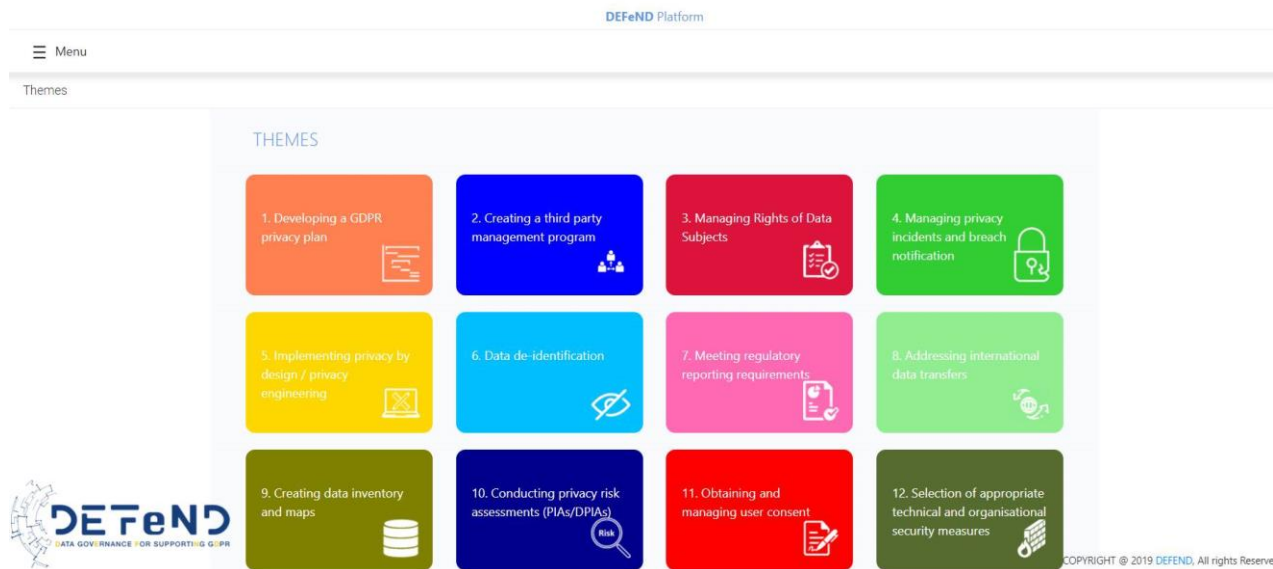 DEFeND Platform
Menu
Themes
THEMES
1. Developing a GDPR
privacy plan
2. Creating a third party
management program
3. Managing Rights of Data
Subjects
4. Managing privacy
incidents and breach
notification
5. Implementing privacy by
design / privacy
engineering
6. Data de-identification
7. Meeting regulatory
reporting requirements
8. Addressing international
data transfers
9. Creating data inventory
and maps
10. Conducting privacy risk
assessments (PIAs/DPIAs)
Risk
11. Obtaining and
managing user consent
12. Selection of appropriate
technical and organisational
security measures
DEFeND
DATA GOVERNANCE FOR SUPPORTING GDPR
COPYRIGHT @ 2019 DEFEND, All rights Reserve